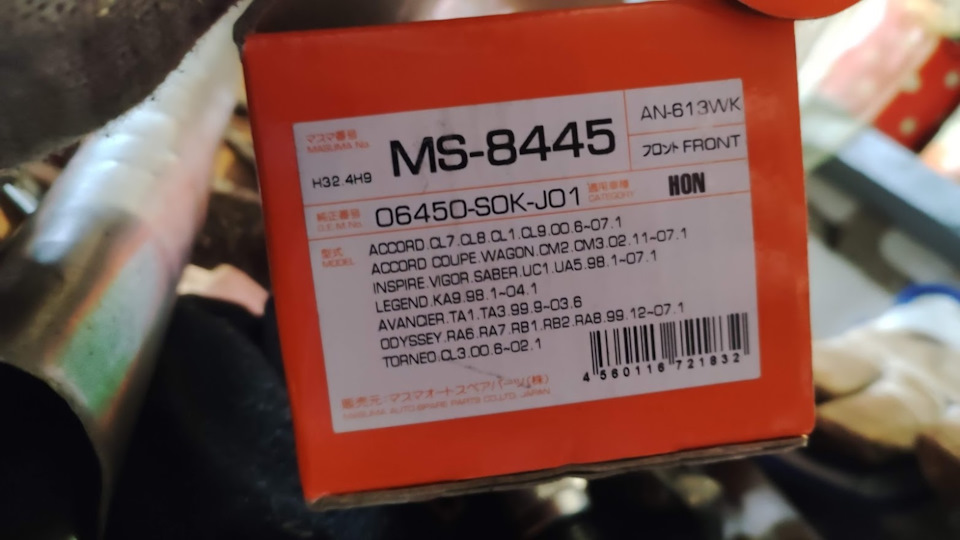 マスマ番号
MASUMA No.
MS-8445
AN-613WK
H32 4H9
フロント FRONT
純正番号
O.E.M.No.
06450-S0K-J01
適用車種
CATEGORY
HON
型式
MODEL
ACCORD.CL7.CL8.CL1.CL9.00.6~07.1
ACCORD COUPE.WAGON.CM2.CM3.02.11~07.1
INSPIRE.VIGOR.SABER.UC1.UA5.98.1~07.1
LEGEND.KA9.98.1~04.1
AVANCIER.TA1.TA3.99.9~03.6
ODYSSEY.RA6.RA7.RB1.RB2.RA8.99.12~07.1
TORNEO.CL3.00.6~02.1
4 560116 721832
販売元/マスマオートスペアパーツ(株)
MASUMA AUTO-SPARE PARTS CO.LTD, JAPAN